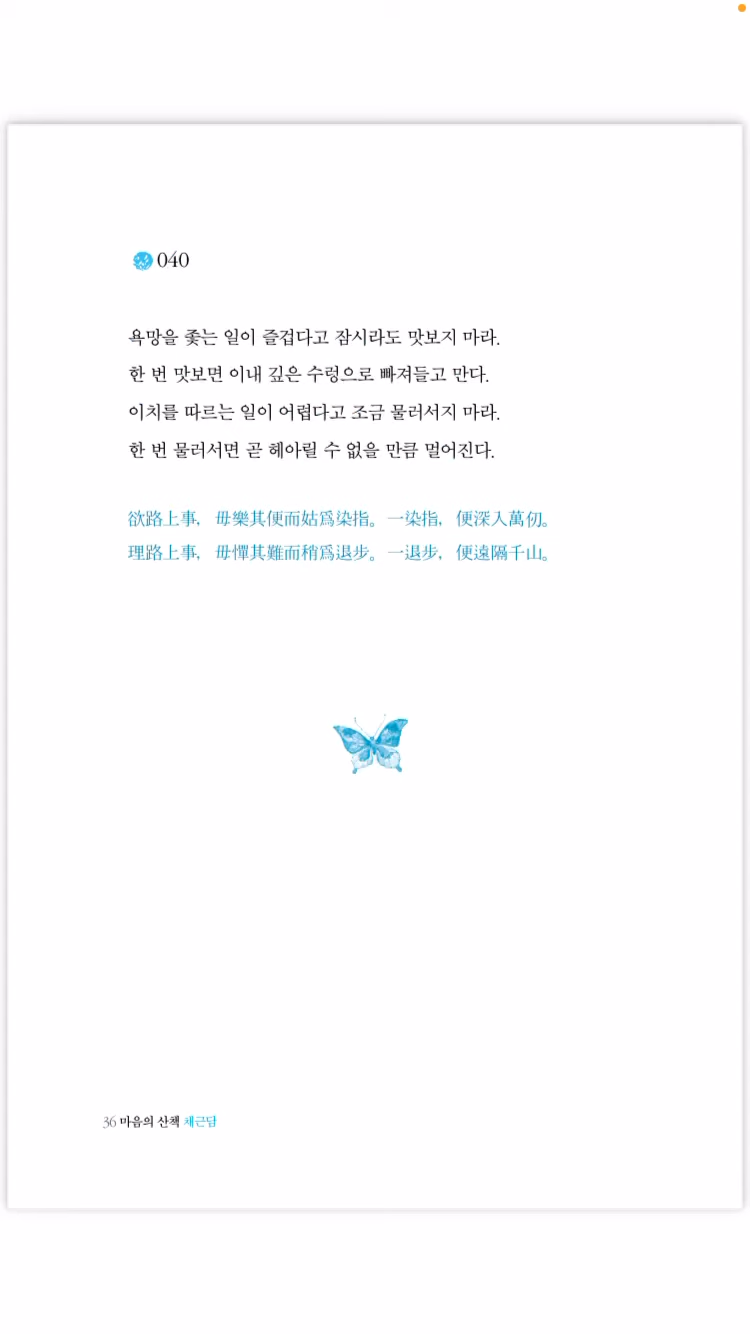 040
욕망을 좇는 일이 즐겁다고 잠시라도 맛보지 마라.
한 번 맛보면 이내 깊은 수렁으로 빠져들고 만다.
이치를 따르는 일이 어렵다고 조금 물러서지 마라.
한 번 물러서면 곧 헤아릴 수 없을 만큼 멀어진다.
欲路上事, 毋樂其便而姑爲染指。一染指, 便深入萬仞。
理路上事, 毋憚其難而稍爲退步。一退步, 便遠隔千山。
36 마음의 산책 채근담